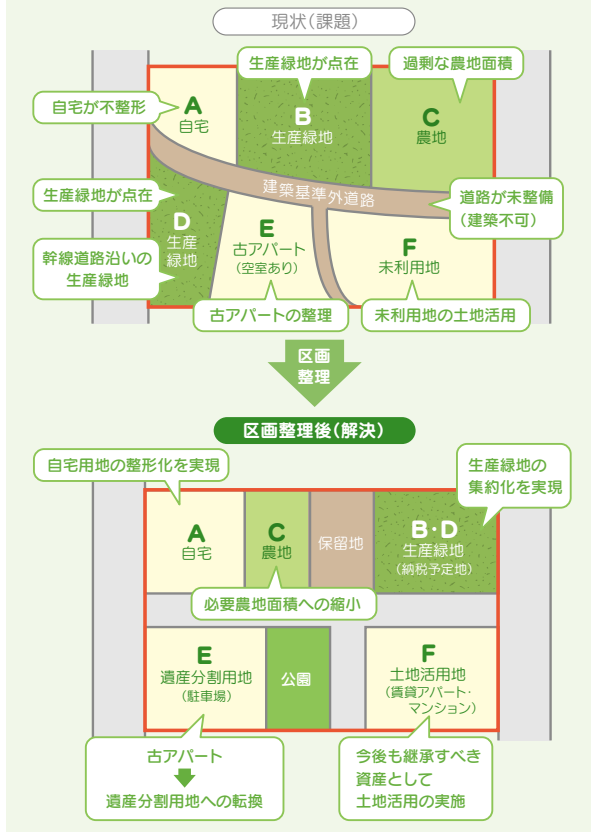 現状(課題)
生産緑地が点在
過剰な農地面積
自宅が不整形
A
自宅
B
生産緑地
C
農地
生産緑地が点在
建築基準外道路
道路が未整備
(建築不可)
D
生産
緑地
E
古アパート
(空室あり)
F
未利用地
幹線道路沿いの
生産緑地
古アパートの整理
未利用地の土地活用
区画
整理
区画整理後(解決)
自宅用地の整形化を実現
生産緑地の
集約化を実現
A
自宅
C
農地
保留地
B・D
生産緑地
(納税予定地)
必要農地面積への縮小
E
遺産分割用地
(駐車場)
公園
F
土地活用地
(賃貸アパート・
マンション)
古アパート
遺産分割用地への転換
今後も継承すべき
資産として
土地活用の実施